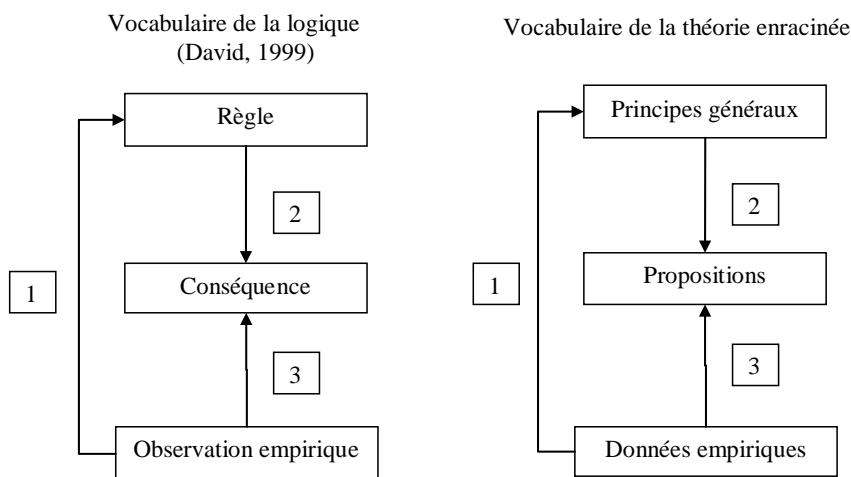 Vocabulaire de la logique
(David, 1999)
Règle
2
Conséquence
1
3
Observation empirique
Vocabulaire de la théorie enracinée
Principes généraux
2
Propositions
1
3
Données empiriques